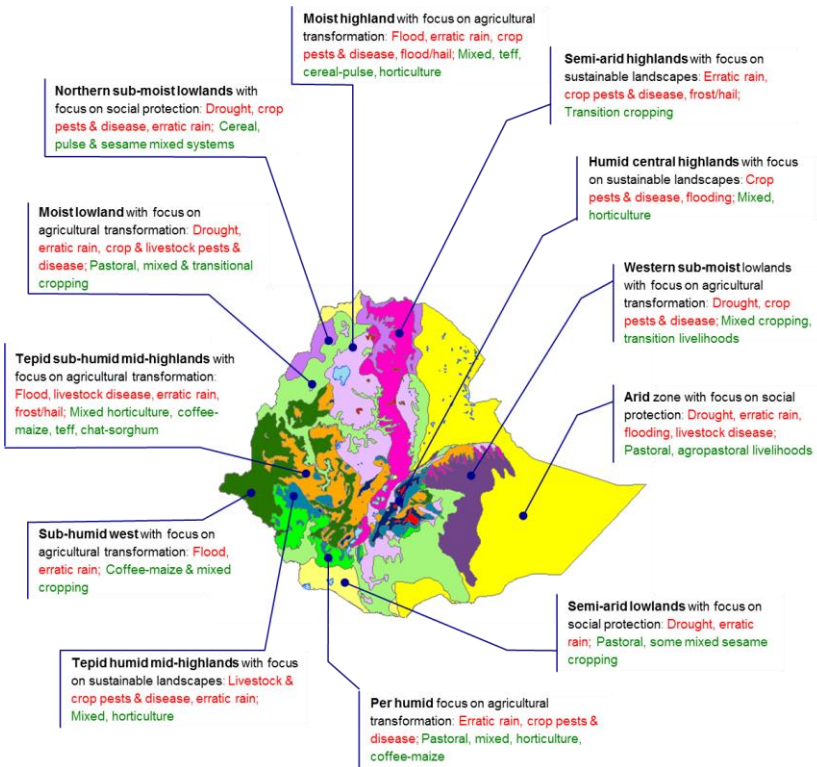 Moist highland with focus on agricultural
transformation: Flood, erratic rain, crop
pests & disease, flood/hail; Mixed, teff,
cereal-pulse, horticulture
Semi-arid highlands with focus on
sustainable landscapes: Erratic rain,
crop pests & disease, frost/hail;
Transition cropping
Northern sub-moist lowlands with
focus on social protection: Drought, crop
pests & disease, erratic rain; Cereal,
pulse & sesame mixed systems
Humid central highlands with focus
on sustainable landscapes: Crop
pests & disease, flooding; Mixed,
horticulture
Moist lowland with focus on
agricultural transformation: Drought,
erratic rain, crop & livestock pests &
disease; Pastoral, mixed & transitional
cropping
Western sub-moist lowlands
with focus on agricultural
transformation: Drought, crop
pests & disease; Mixed cropping,
transition livelihoods
Tepid sub-humid mid-highlands with
focus on agricultural transformation:
Flood, livestock disease, erratic rain,
frost/hail; Mixed horticulture, coffee-
maize, teff, chat-sorghum
Arid zone with focus on social
protection: Drought, erratic rain,
flooding, livestock disease;
Pastoral, agropastoral livelihoods
Sub-humid west with focus on
agricultural transformation: Flood,
erratic rain; Coffee-maize & mixed
cropping
Semi-arid lowlands with focus on
social protection: Drought, erratic
rain; Pastoral, some mixed sesame
cropping
Tepid humid mid-highlands with focus
on sustainable landscapes: Livestock &
crop pests & disease, erratic rain;
Mixed, horticulture
Per humid focus on agricultural
transformation: Erratic rain, crop pests &
disease; Pastoral, mixed, horticulture,
coffee-maize